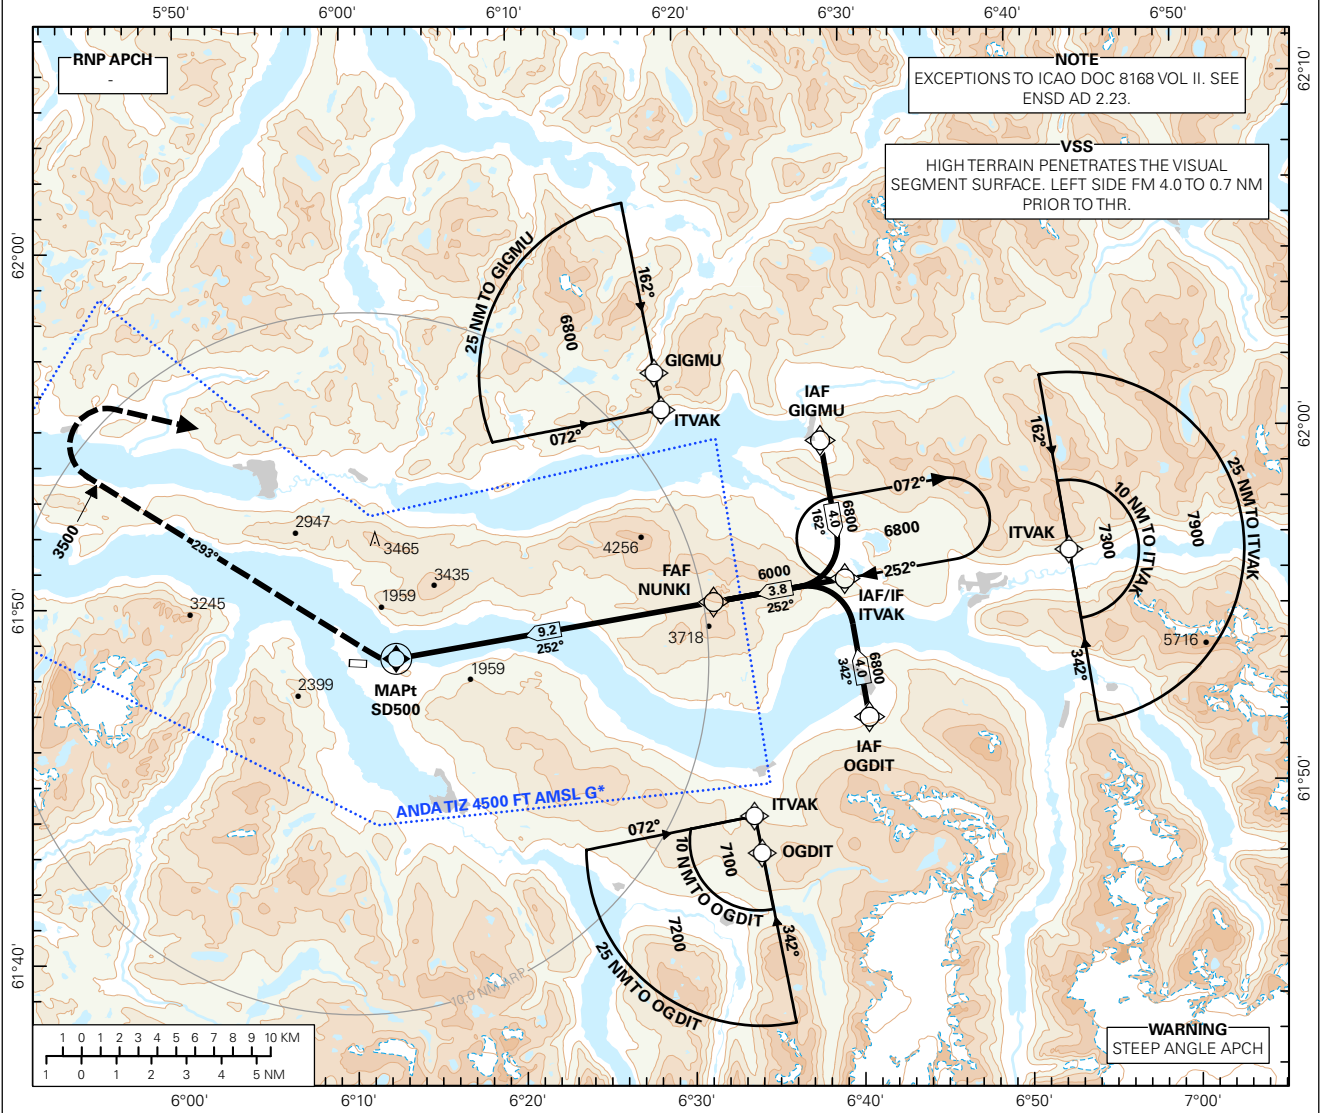 5°50'
6°00'
6°10'
6°20'
6°30'
6°40'
6°50'
RNP APCH
-
NOTE
EXCEPTIONS TO ICAO DOC 8168 VOL II. SEE
ENSD AD 2.23.
62°10'
VSS
HIGH TERRAIN PENETRATES THE VISUAL
SEGMENT SURFACE. LEFT SIDE FM 4.0 TO 0.7 NM
PRIOR TO THR.
62°00'
25 NM TO GIGMU
6800
162°
GIGMU
ITVAK
072°
IAF
GIGMU
162°
4.0
6800
072°
6800
252°
IAF/IF
ITVAK
62°00'
162°
ITVAK
10 NM TO ITVAK
7300
7900
25 NM TO ITVAK
342°
5716
3500
293°
2947
3465
3435
1959
3245
4256
FAF
NUNKI
6000
3.8
252°
3718
61°50'
9.2
252°
MAPt
SD500
1959
2399
342°
4.0
6800
IAF
OGDIT
61°50'
ANDA TIZ 4500 FT AMSL G*
ITVAK
072°
OGDIT
7100
10 NM TO OGDIT
7200
25 NM TO OGDIT
342°
61°40'
10.0 NM ARP
WARNING
STEEP ANGLE APCH
1 0 1 2 3 4 5 6 7 8 9 10 KM
1 0 1 2 3 4 5 NM
6°00'
6°10'
6°20'
6°30'
6°40'
6°50'
7°00'